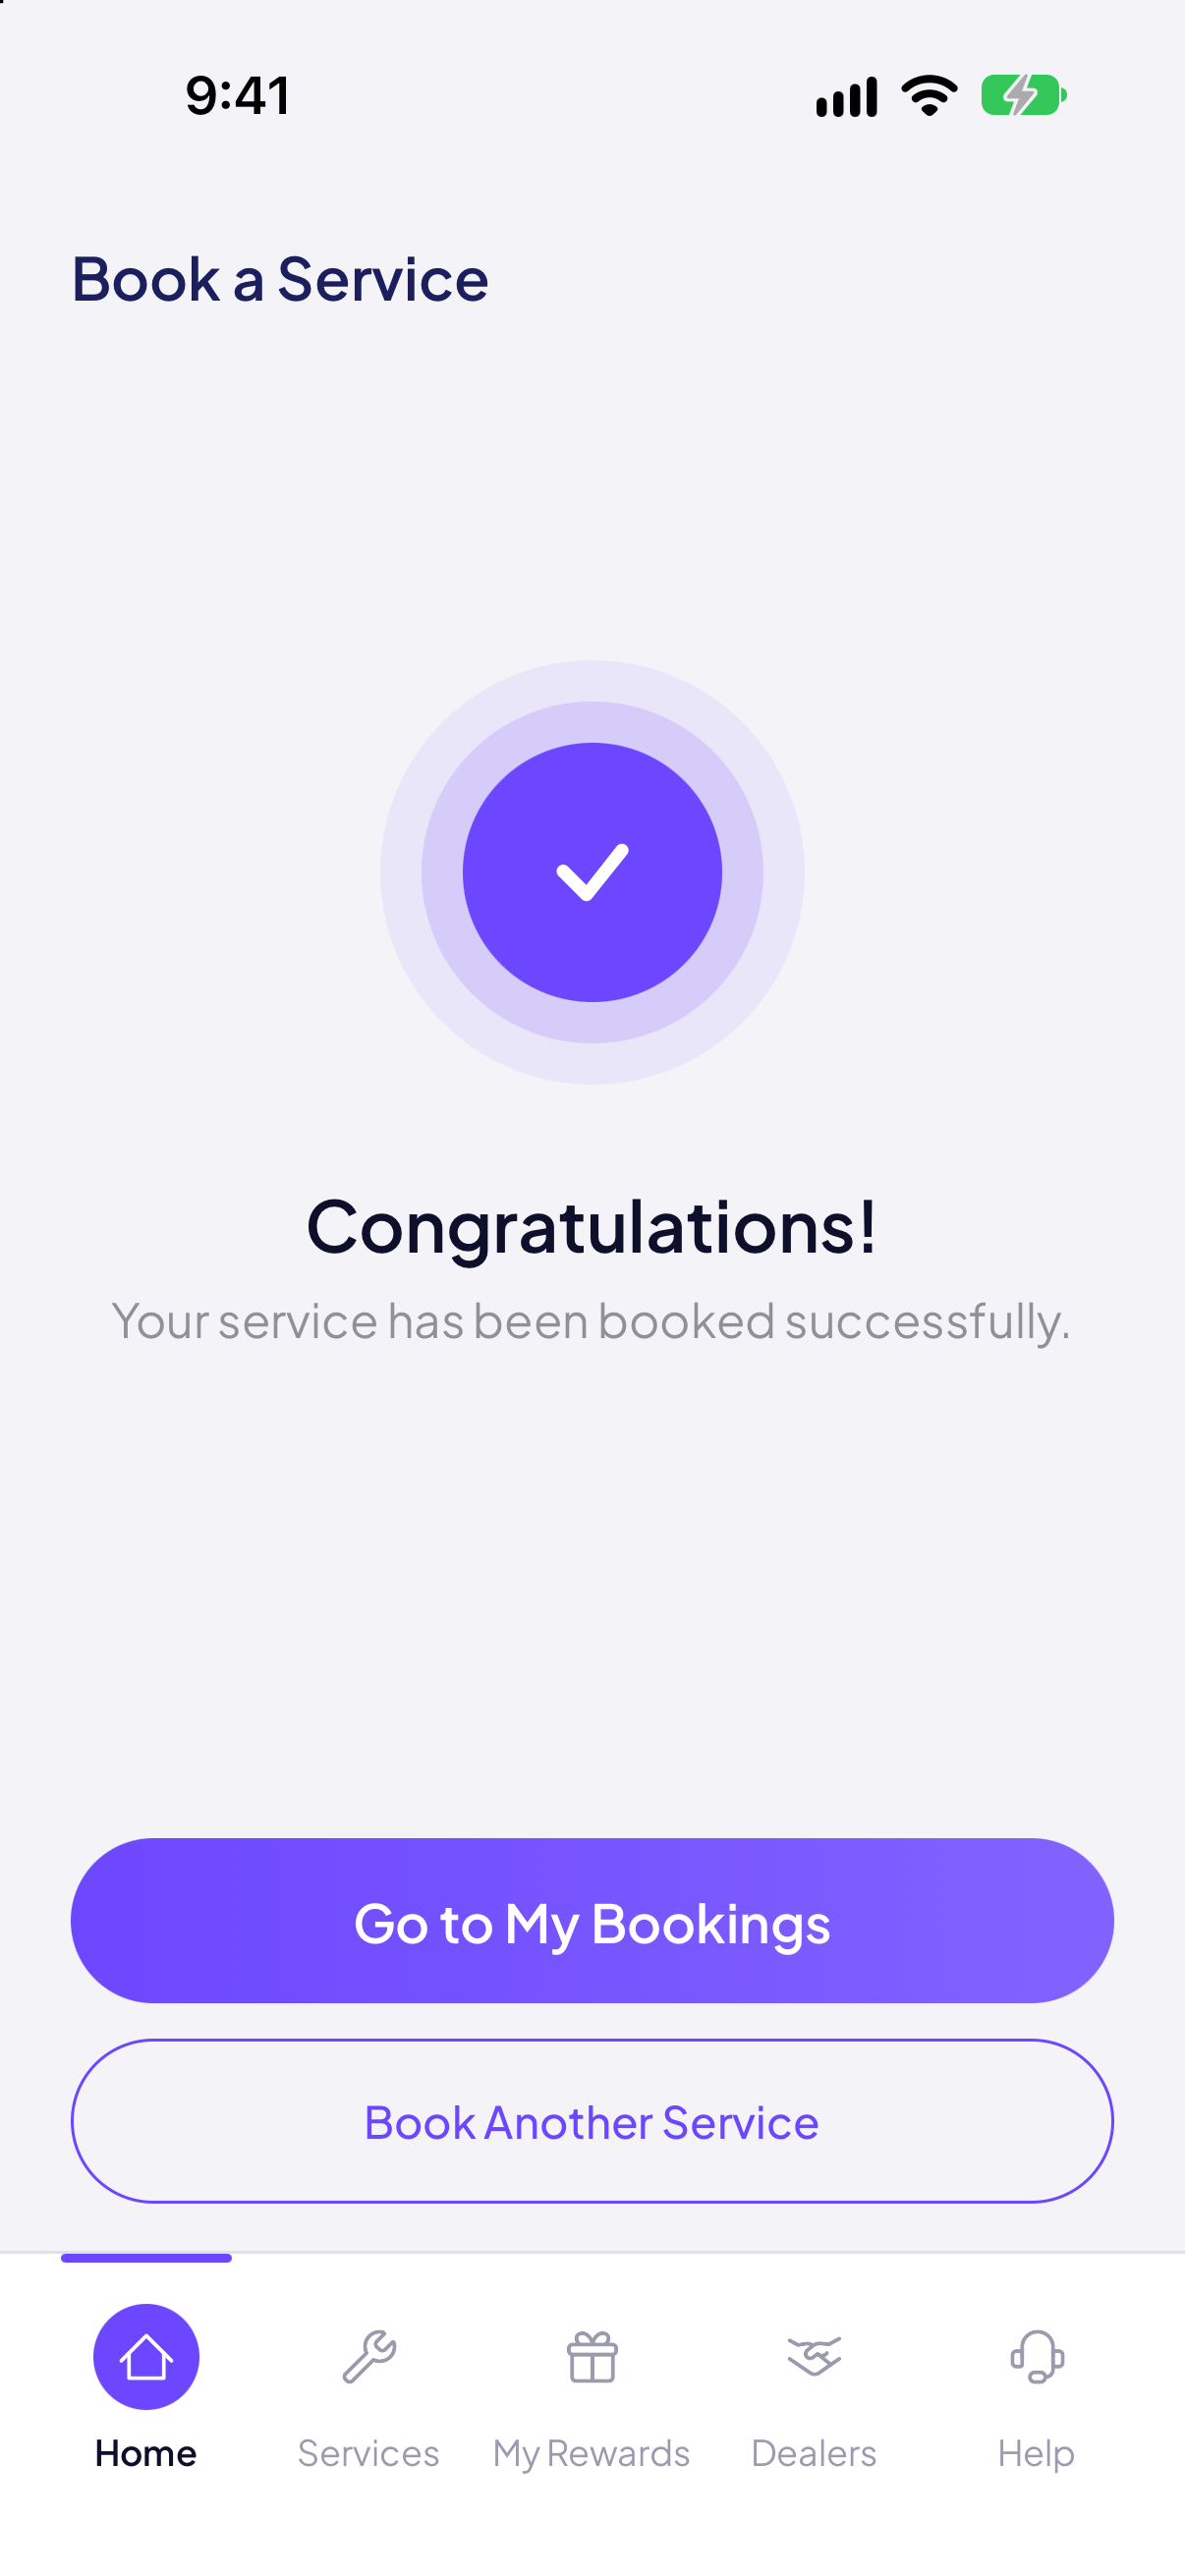 9:41
Book a Service
Congratulations!
Your service has been booked successfully.
Go to My Bookings
Book Another Service
Home
Services
My Rewards
Dealers
Help